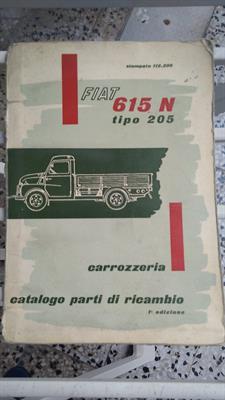 stampato 112.200
FIAT
615 N
tipo 205
carrozzeria
catalogo parti di ricambio
1ª edizione